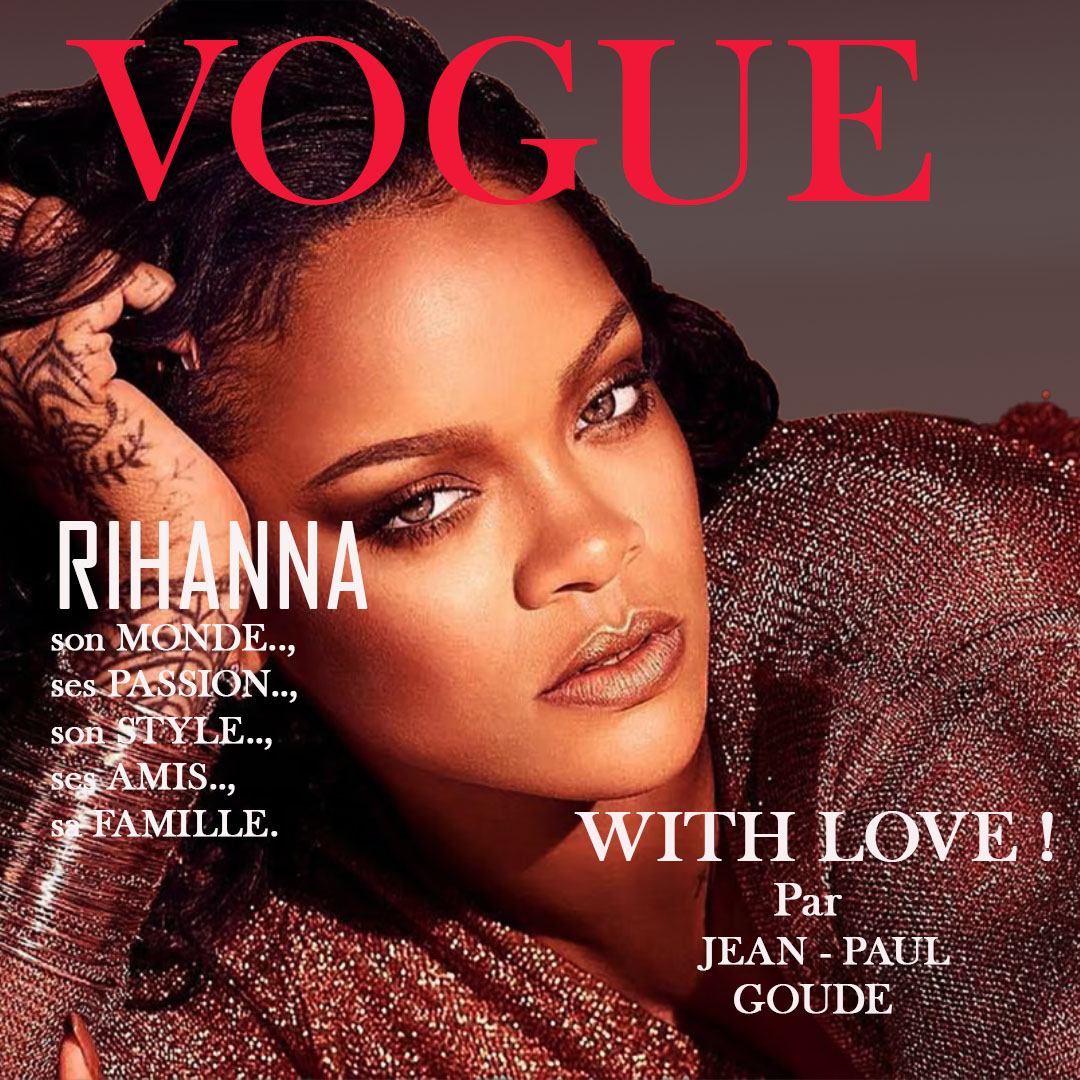 VOGUE
RIHANNA
son MONDE..,
ses PASSION..,
son STYLE..,
ses AMIS..,
sa FAMILLE.
WITH LOVE !
Par
JEAN - PAUL
GOUDE